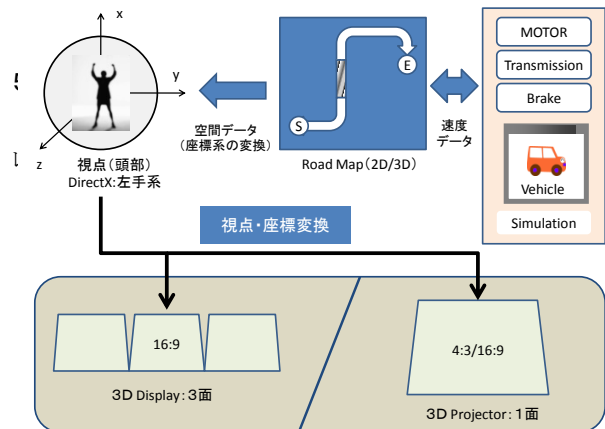 x
y
z
視点（頭部）
DirectX:左手系
空間データ
（座標系の変換）
S
E
Road Map（2D/3D）
速度
データ
MOTOR
Transmission
Brake
Vehicle
Simulation
視点・座標変換
16:9
3D Display：３面
4:3/16:9
3D Projector：１面